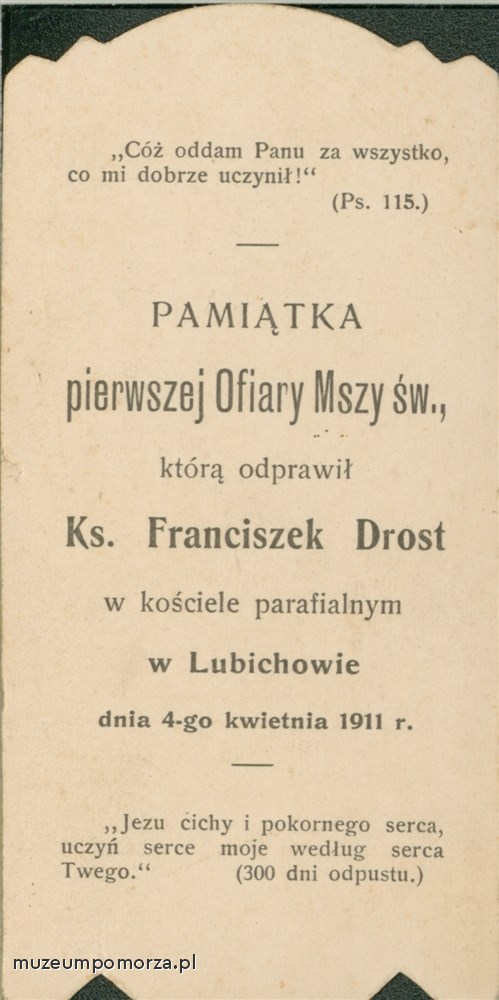 „Cóż oddam Panu za wszystko,
co mi dobrze uczynił!“
(Ps. 115.)
PAMIĄTKA
pierwszej Ofiary Mszy św.,
którą odprawił
Ks. Franciszek Drost
w kościele parafialnym
w Lubichowie
dnia 4-go kwietnia 1911 r.
„Jezu cichy i pokornego serca,
uczyń serce moje według serca
Twego.“ (300 dni odpustu.)
muzeumpomorza.pl